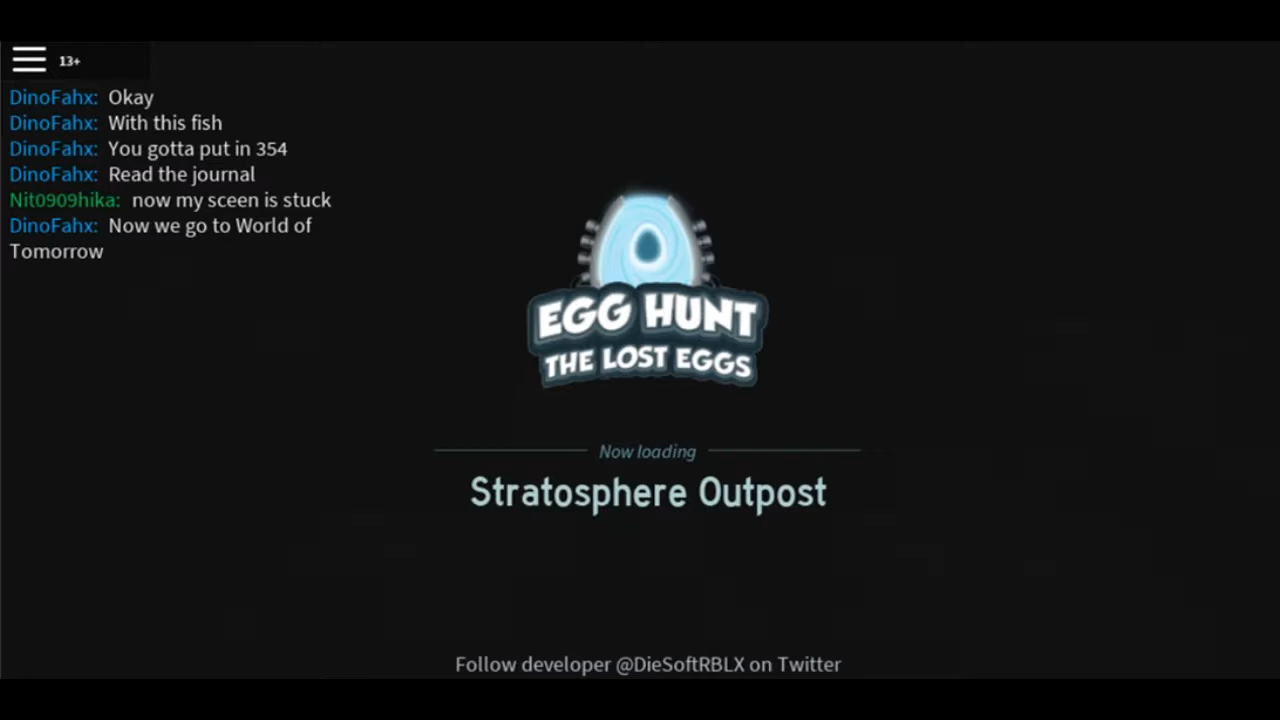 13+
DinoFahx: Okay
DinoFahx: With this fish
DinoFahx: You gotta put in 354
DinoFahx: Read the journal
Nit0909hika: now my sceen is stuck
DinoFahx: Now we go to World of
Tomorrow
EGG HUNT
THE LOST EGGS
Now loading
Stratosphere Outpost
Follow developer @DieSoftRBLX on Twitter